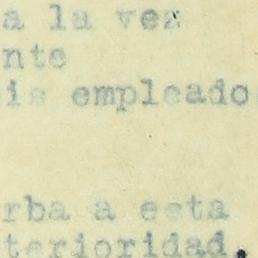 a la vez
nte
is empleado
rba a esta
terioridad.